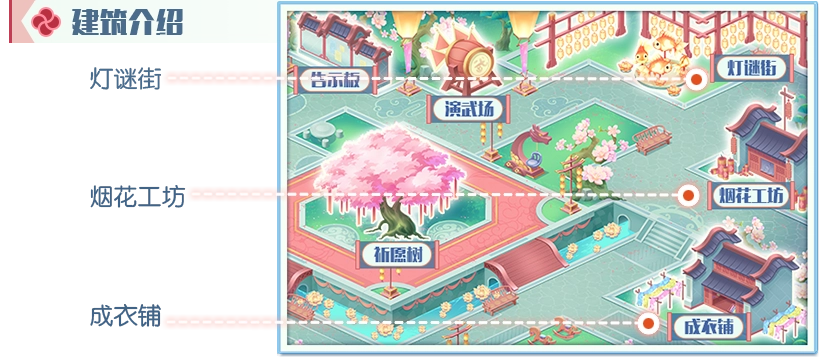 建筑介绍
灯谜街
烟花工坊
成衣铺
告示板
演武场
灯谜街
祈愿树
烟花工坊
成衣铺